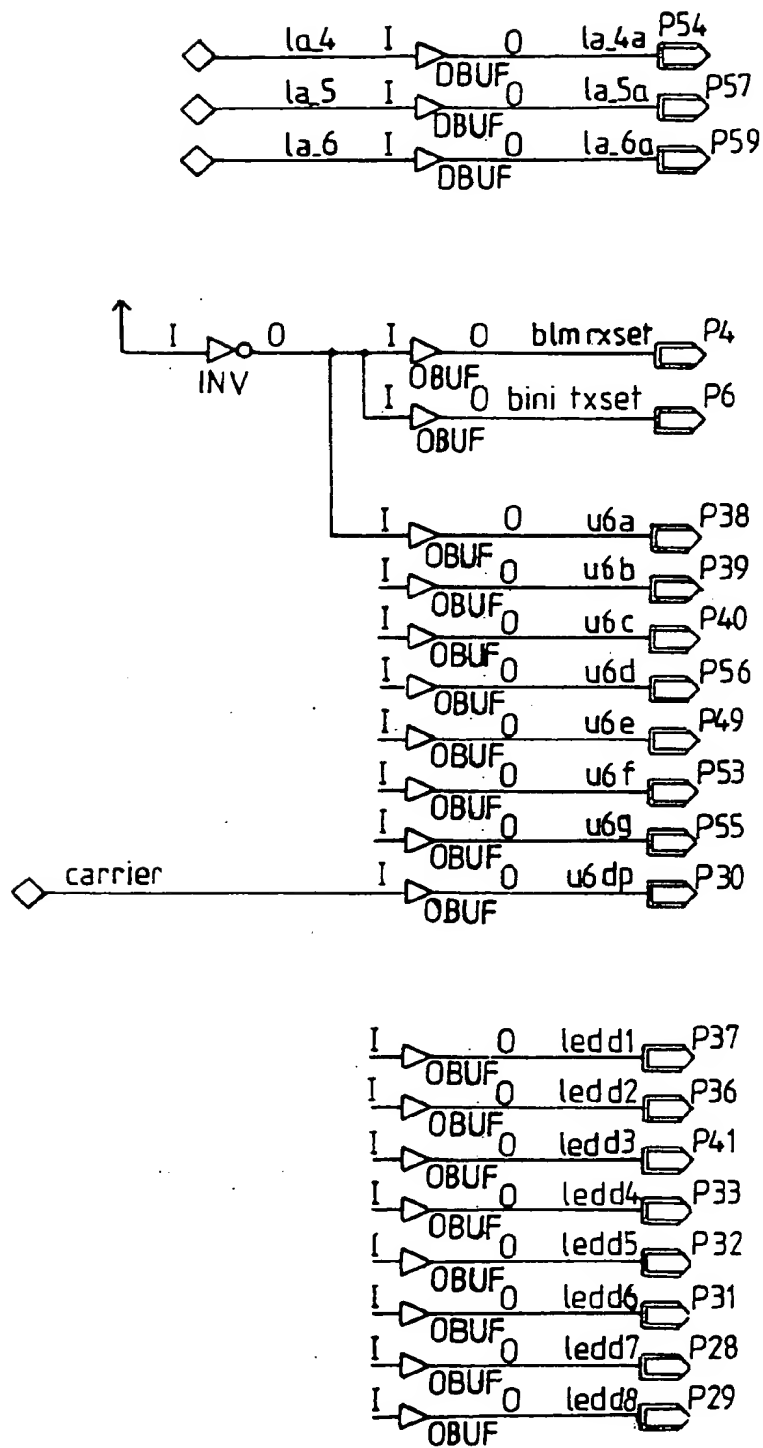 la_4 I O la_4a P54
DBUF
la_5 I O la_5a P57
DBUF
la_6 I O la_6a P59
DBUF
I O I O blm rxset P4
INV OBUF
I O bini txset P6
OBUF
I O u6a P38
OBUF
I O u6b P39
OBUF
I O u6c P40
OBUF
I O u6d P56
OBUF
I O u6e P49
OBUF
I O u6f P53
OBUF
I O u6g P55
OBUF
carrier I O u6dp P30
OBUF
I O ledd1 P37
OBUF
I O ledd2 P36
OBUF
I O ledd3 P41
OBUF
I O ledd4 P33
OBUF
I O ledd5 P32
OBUF
I O ledd6 P31
OBUF
I O ledd7 P28
OBUF
I O ledd8 P29
OBUF